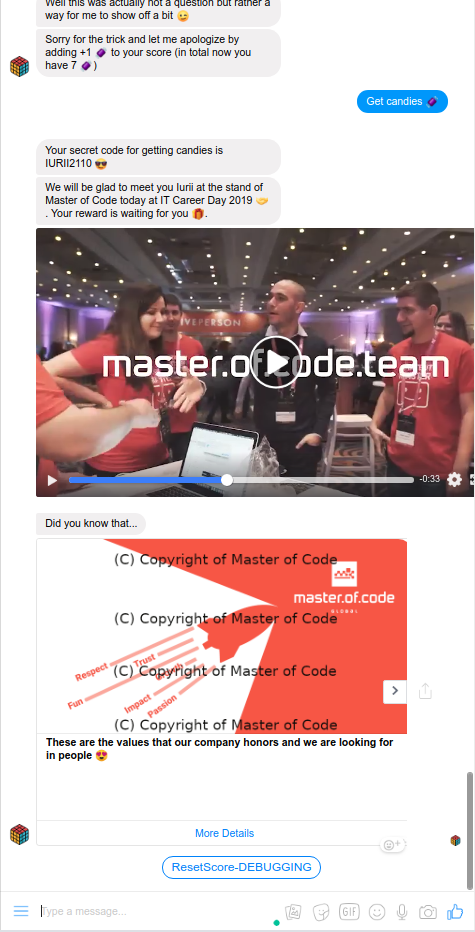 Well this was actually not a question but rather a
way for me to show off a bit 😉
Sorry for the trick and let me apologize by
adding +1 🍬 to your score (in total now you
have 7 🍬)
Get candies 🍬
Your secret code for getting candies is
IURII2110 😎
We will be glad to meet you Iurii at the stand of
Master of Code today at IT Career Day 2019 🤝
. Your reward is waiting for you 🎁.
IVEPERSON
master.of.code.team
-0:33
Did you know that...
(C) Copyright of Master of Code
master.of.code
GLOBAL
(C) Copyright of Master of Code
Respect
Trust
(C) Copyright of Master of Code
Fun
Impact
Passion
(C) Copyright of Master of Code
These are the values that our company honors and we are looking for
in people 😍
More Details
ResetScore-DEBUGGING
Type a message...
GIF